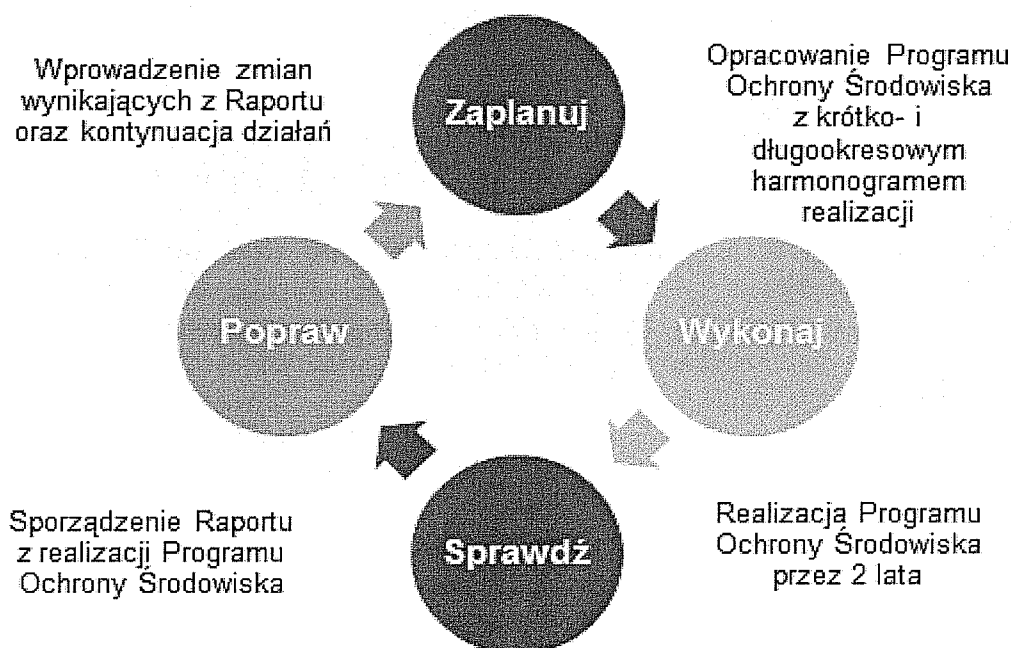 Wprowadzenie zmian
wynikających z Raportu
oraz kontynuacja działań
Zaplanuj
Opracowanie Programu
Ochrony Środowiska
z krótko- i
długookresowym
harmonogramem
realizacji
Popraw
Wykonaj
Sporządzenie Raportu
z realizacji Programu
Ochrony Środowiska
Sprawdź
Realizacja Programu
Ochrony Środowiska
przez 2 lata